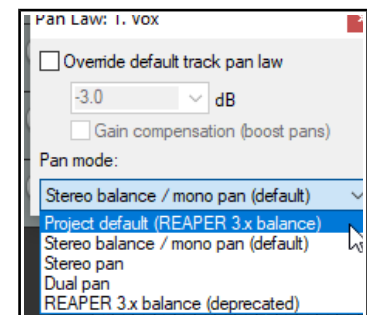 Pan Law: 1. Vox
Override default track pan law
-3.0 dB
Gain compensation (boost pans)
Pan mode:
Stereo balance / mono pan (default)
Project default (REAPER 3.x balance)
Stereo balance / mono pan (default)
Stereo pan
Dual pan
REAPER 3.x balance (deprecated)